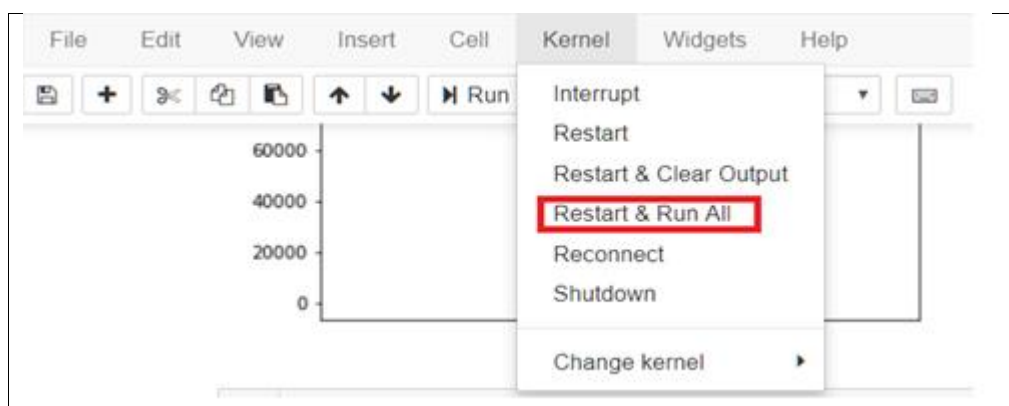 File Edit View Insert Cell Kernel Widgets Help
Run
Interrupt
Restart
Restart & Clear Output
Restart & Run All
Reconnect
Shutdown
Change kernel
60000
40000
20000
0